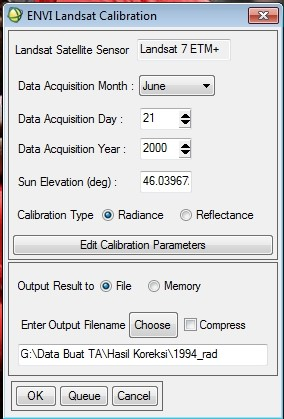 ENVI Landsat Calibration
Landsat Satellite Sensor Landsat 7 ETM+
Data Acquisition Month : June
Data Acquisition Day : 21
Data Acquisition Year : 2000
Sun Elevation (deg) : 46.03967
Calibration Type Radiance Reflectance
Edit Calibration Parameters
Output Result to File Memory
Enter Output Filename Choose Compress
G:\Data Buat TA\Hasil Koreksi\1994_rad
OK Queue Cancel